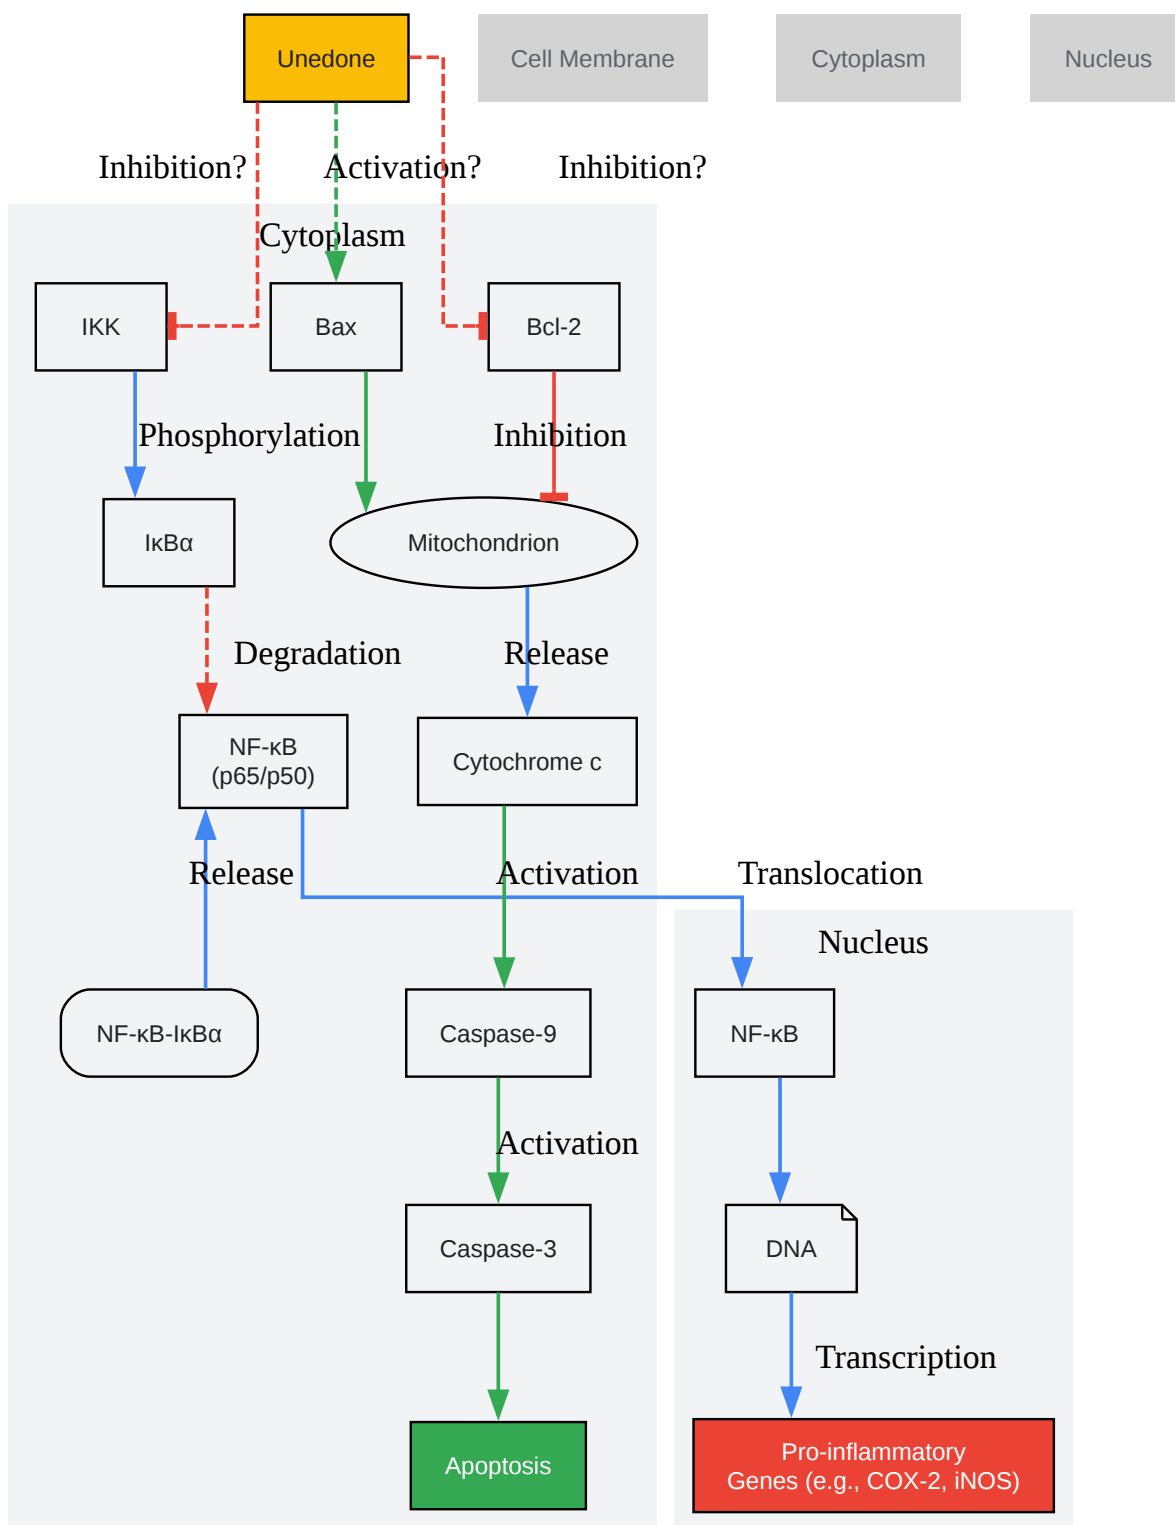 Unedone
Cell Membrane
Cytoplasm
Nucleus
Inhibition?
Activation?
Inhibition?
Cytoplasm
IKK
Bax
Bcl-2
Phosphorylation
Inhibition
IκBα
Mitochondrion
Degradation
Release
NF-κB
(p65/p50)
Cytochrome c
Release
Activation
Translocation
Nucleus
NF-κB-IκBα
Caspase-9
NF-κB
Activation
Caspase-3
DNA
Transcription
Apoptosis
Pro-inflammatory
Genes (e.g., COX-2, iNOS)